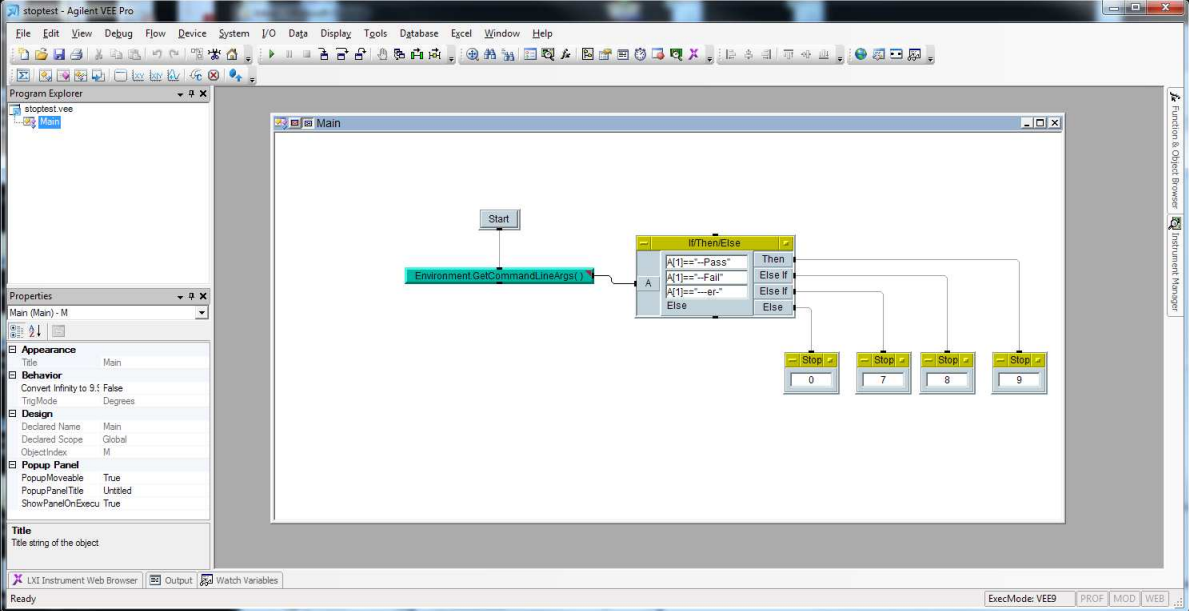 stoptest - Agilent VEE Pro
File Edit View Debug Flow Device System I/O Data Display Tools Database Excel Window Help
Program Explorer
stoptest.vee
Main
Main
Start
Environment.GetCommandLineArgs( )
If/Then/Else
A
A[1]=="--Pass"
Then
A[1]=="--Fail"
Else If
A[1]=="---er-"
Else If
Else
Else
Stop Stop Stop Stop
0 7 8 9
Properties
Main (Main) - M
Appearance
Title Main
Behavior
Convert Infinity to 9.9 False
TrigMode Degrees
Design
Declared Name Main
Declared Scope Global
ObjectIndex M
Popup Panel
PopupMoveable True
PopupPanelTitle Untitled
ShowPanelOnExecu True
Title
Title string of the object
Function & Object Browser
Instrument Manager
LXI Instrument Web Browser Output Watch Variables
Ready
ExecMode: VEE9 PROF MOD WEB